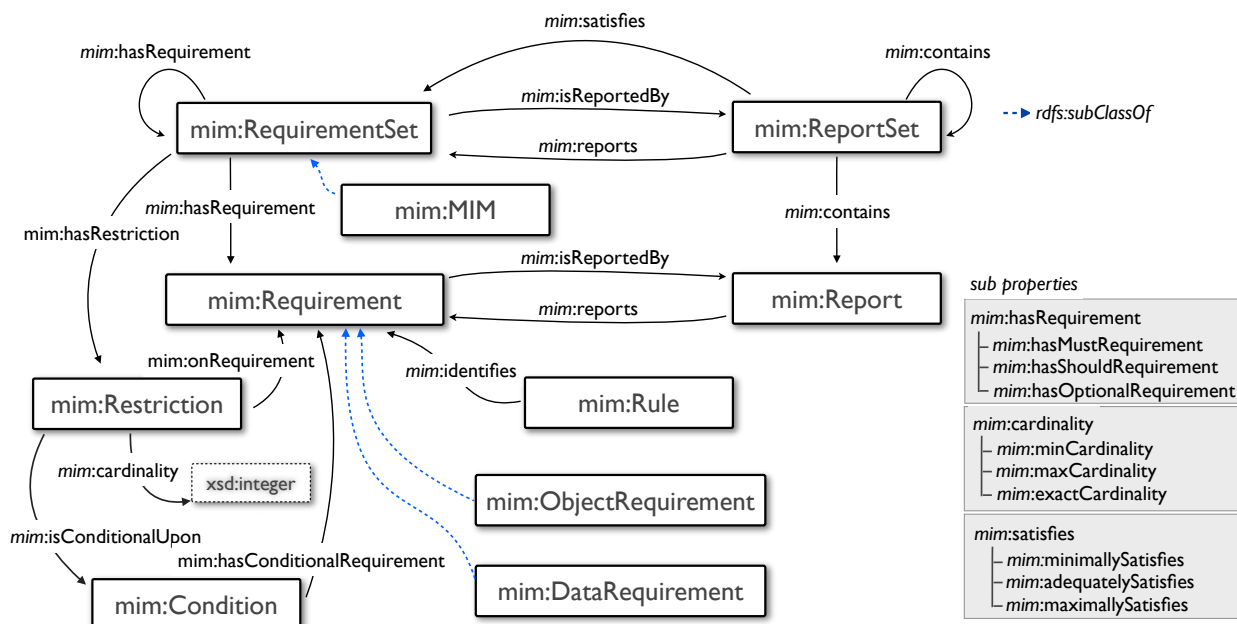 mim:satisfies
mim:hasRequirement
mim:contains
mim:isReportedBy
mim:RequirementSet
mim:ReportSet
rdfs:subClassOf
mim:reports
mim:MIM
mim:hasRequirement
mim:contains
mim:hasRestriction
mim:isReportedBy
mim:Requirement
mim:Report
mim:reports
sub properties
mim:hasRequirement
mim:hasMustRequirement
mim:hasShouldRequirement
mim:hasOptionalRequirement
mim:onRequirement
mim:identifies
mim:Restriction
mim:Rule
mim:cardinality
mim:minCardinality
mim:maxCardinality
mim:exactCardinality
mim:cardinality
xsd:integer
mim:ObjectRequirement
mim:isConditionalUpon
mim:hasConditionalRequirement
mim:satisfies
mim:minimallySatisfies
mim:adequatelySatisfies
mim:maximallySatisfies
mim:Condition
mim:DataRequirement